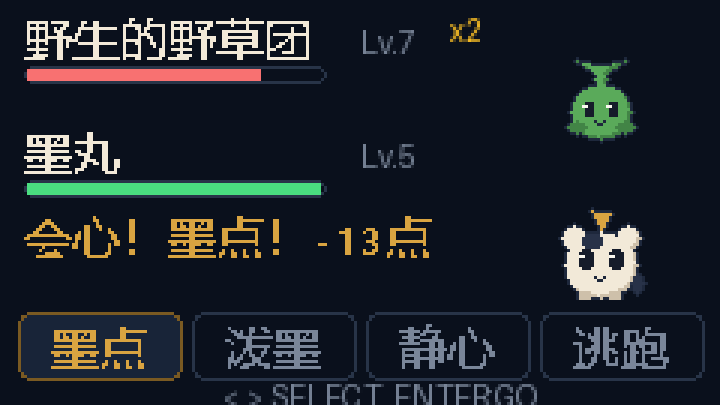 野生的野草团 Lv.7 x2
墨丸 Lv.5
会心! 墨点! -13点
墨点 泼墨 静心 逃跑
< > SELECT ENTERGO